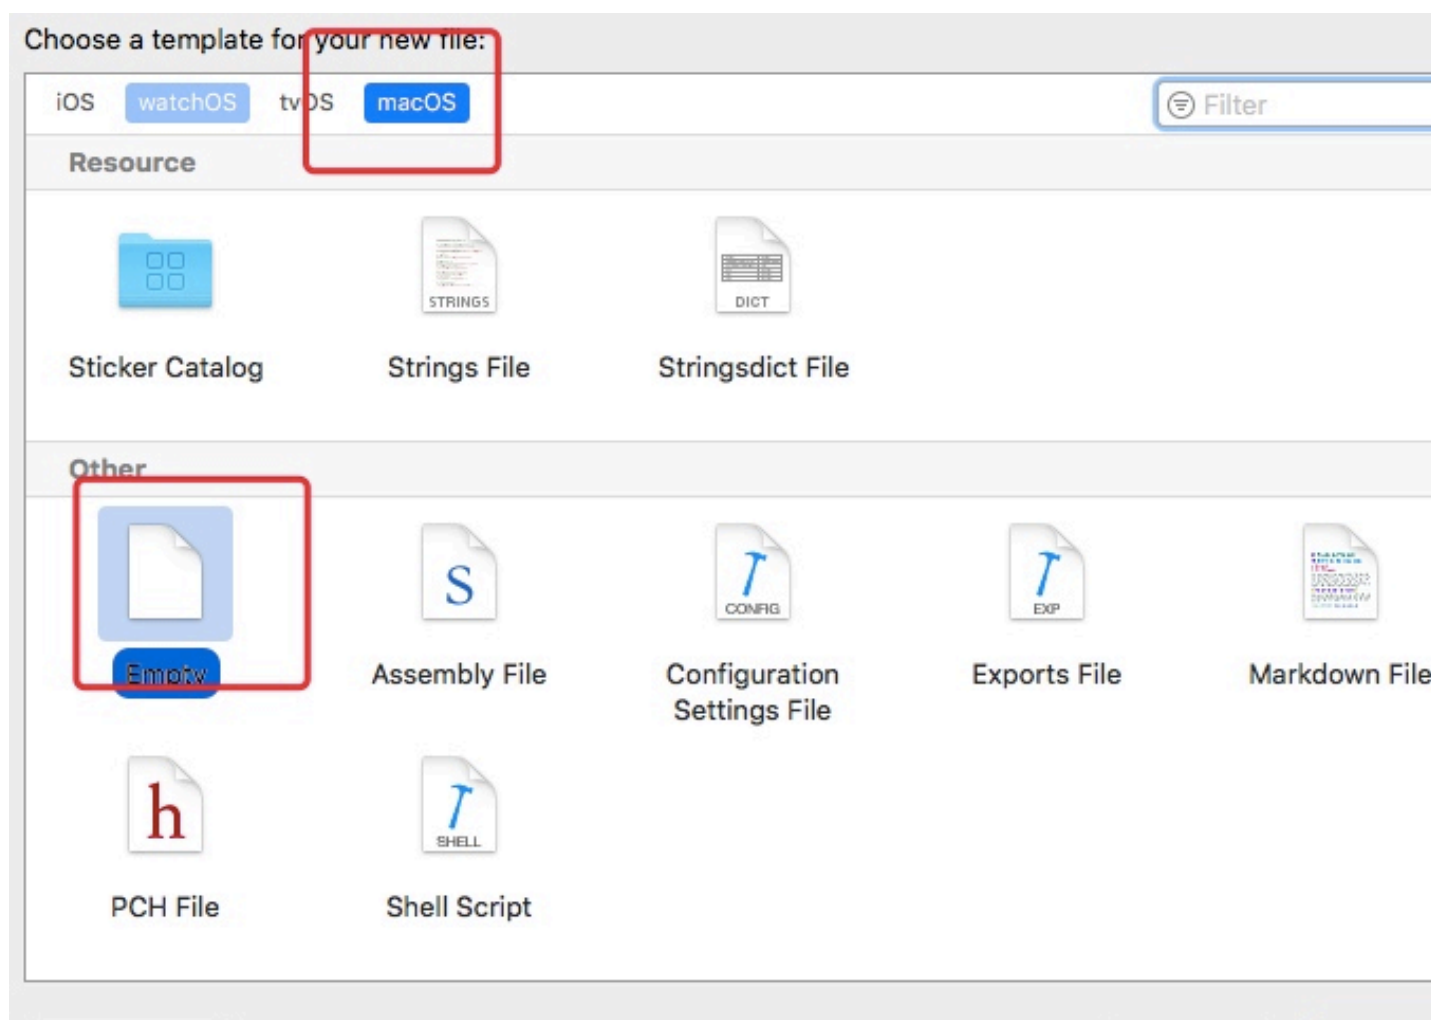 Choose a template for your new file:
iOS watchOS tvOS macOS Filter
Resource
STRINGS DICT
Sticker Catalog Strings File Stringsdict File
Other
S CONFIG EXP
Empty Assembly File Configuration Settings File Exports File Markdown File
h SHELL
PCH File Shell Script